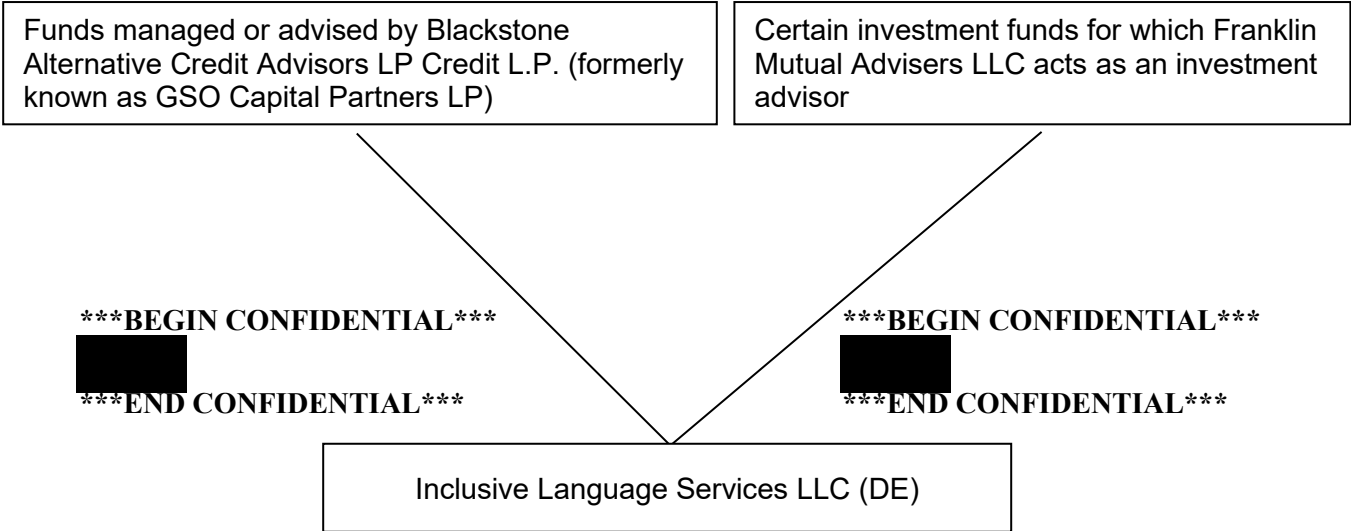 Funds managed or advised by Blackstone
Alternative Credit Advisors LP Credit L.P. (formerly
known as GSO Capital Partners LP)
Certain investment funds for which Franklin
Mutual Advisers LLC acts as an investment
advisor
***BEGIN CONFIDENTIAL***
***END CONFIDENTIAL***
***BEGIN CONFIDENTIAL***
***END CONFIDENTIAL***
Inclusive Language Services LLC (DE)